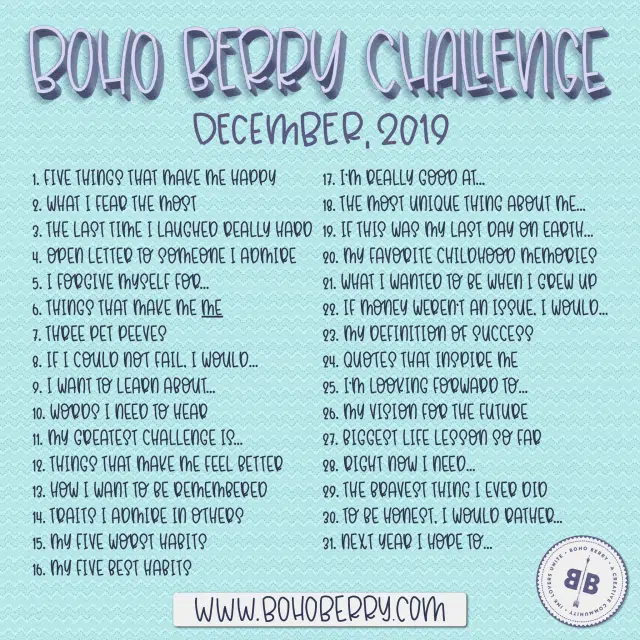 BOHO BERRY CHALLENGE
DECEMBER, 2019
1. FIVE THINGS THAT MAKE ME HAPPY
2. WHAT I FEAR THE MOST
3. THE LAST TIME I LAUGHED REALLY HARD
4. OPEN LETTER TO SOMEONE I ADMIRE
5. I FORGIVE MYSELF FOR...
6. THINGS THAT MAKE ME ME
7. THREE PET PEEVES
8. IF I COULD NOT FAIL, I WOULD...
9. I WANT TO LEARN ABOUT...
10. WORDS I NEED TO HEAR
11. MY GREATEST CHALLENGE IS...
12. THINGS THAT MAKE ME FEEL BETTER
13. HOW I WANT TO BE REMEMBERED
14. TRAITS I ADMIRE IN OTHERS
15. MY FIVE WORST HABITS
16. MY FIVE BEST HABITS
17. I'M REALLY GOOD AT...
18. THE MOST UNIQUE THING ABOUT ME...
19. IF THIS WAS MY LAST DAY ON EARTH...
20. MY FAVORITE CHILDHOOD MEMORIES
21. WHAT I WANTED TO BE WHEN I GREW UP
22. IF MONEY WEREN'T AN ISSUE, I WOULD...
23. MY DEFINITION OF SUCCESS
24. QUOTES THAT INSPIRE ME
25. I'M LOOKING FORWARD TO...
26. MY VISION FOR THE FUTURE
27. BIGGEST LIFE LESSON SO FAR
28. RIGHT NOW I NEED...
29. THE BRAVEST THING I EVER DID
30. TO BE HONEST, I WOULD RATHER...
31. NEXT YEAR I HOPE TO...
BOHO BERRY • A CREATIVE COMMUNITY • INK LOVERS UNITE •
BB
WWW.BOHOBERRY.COM